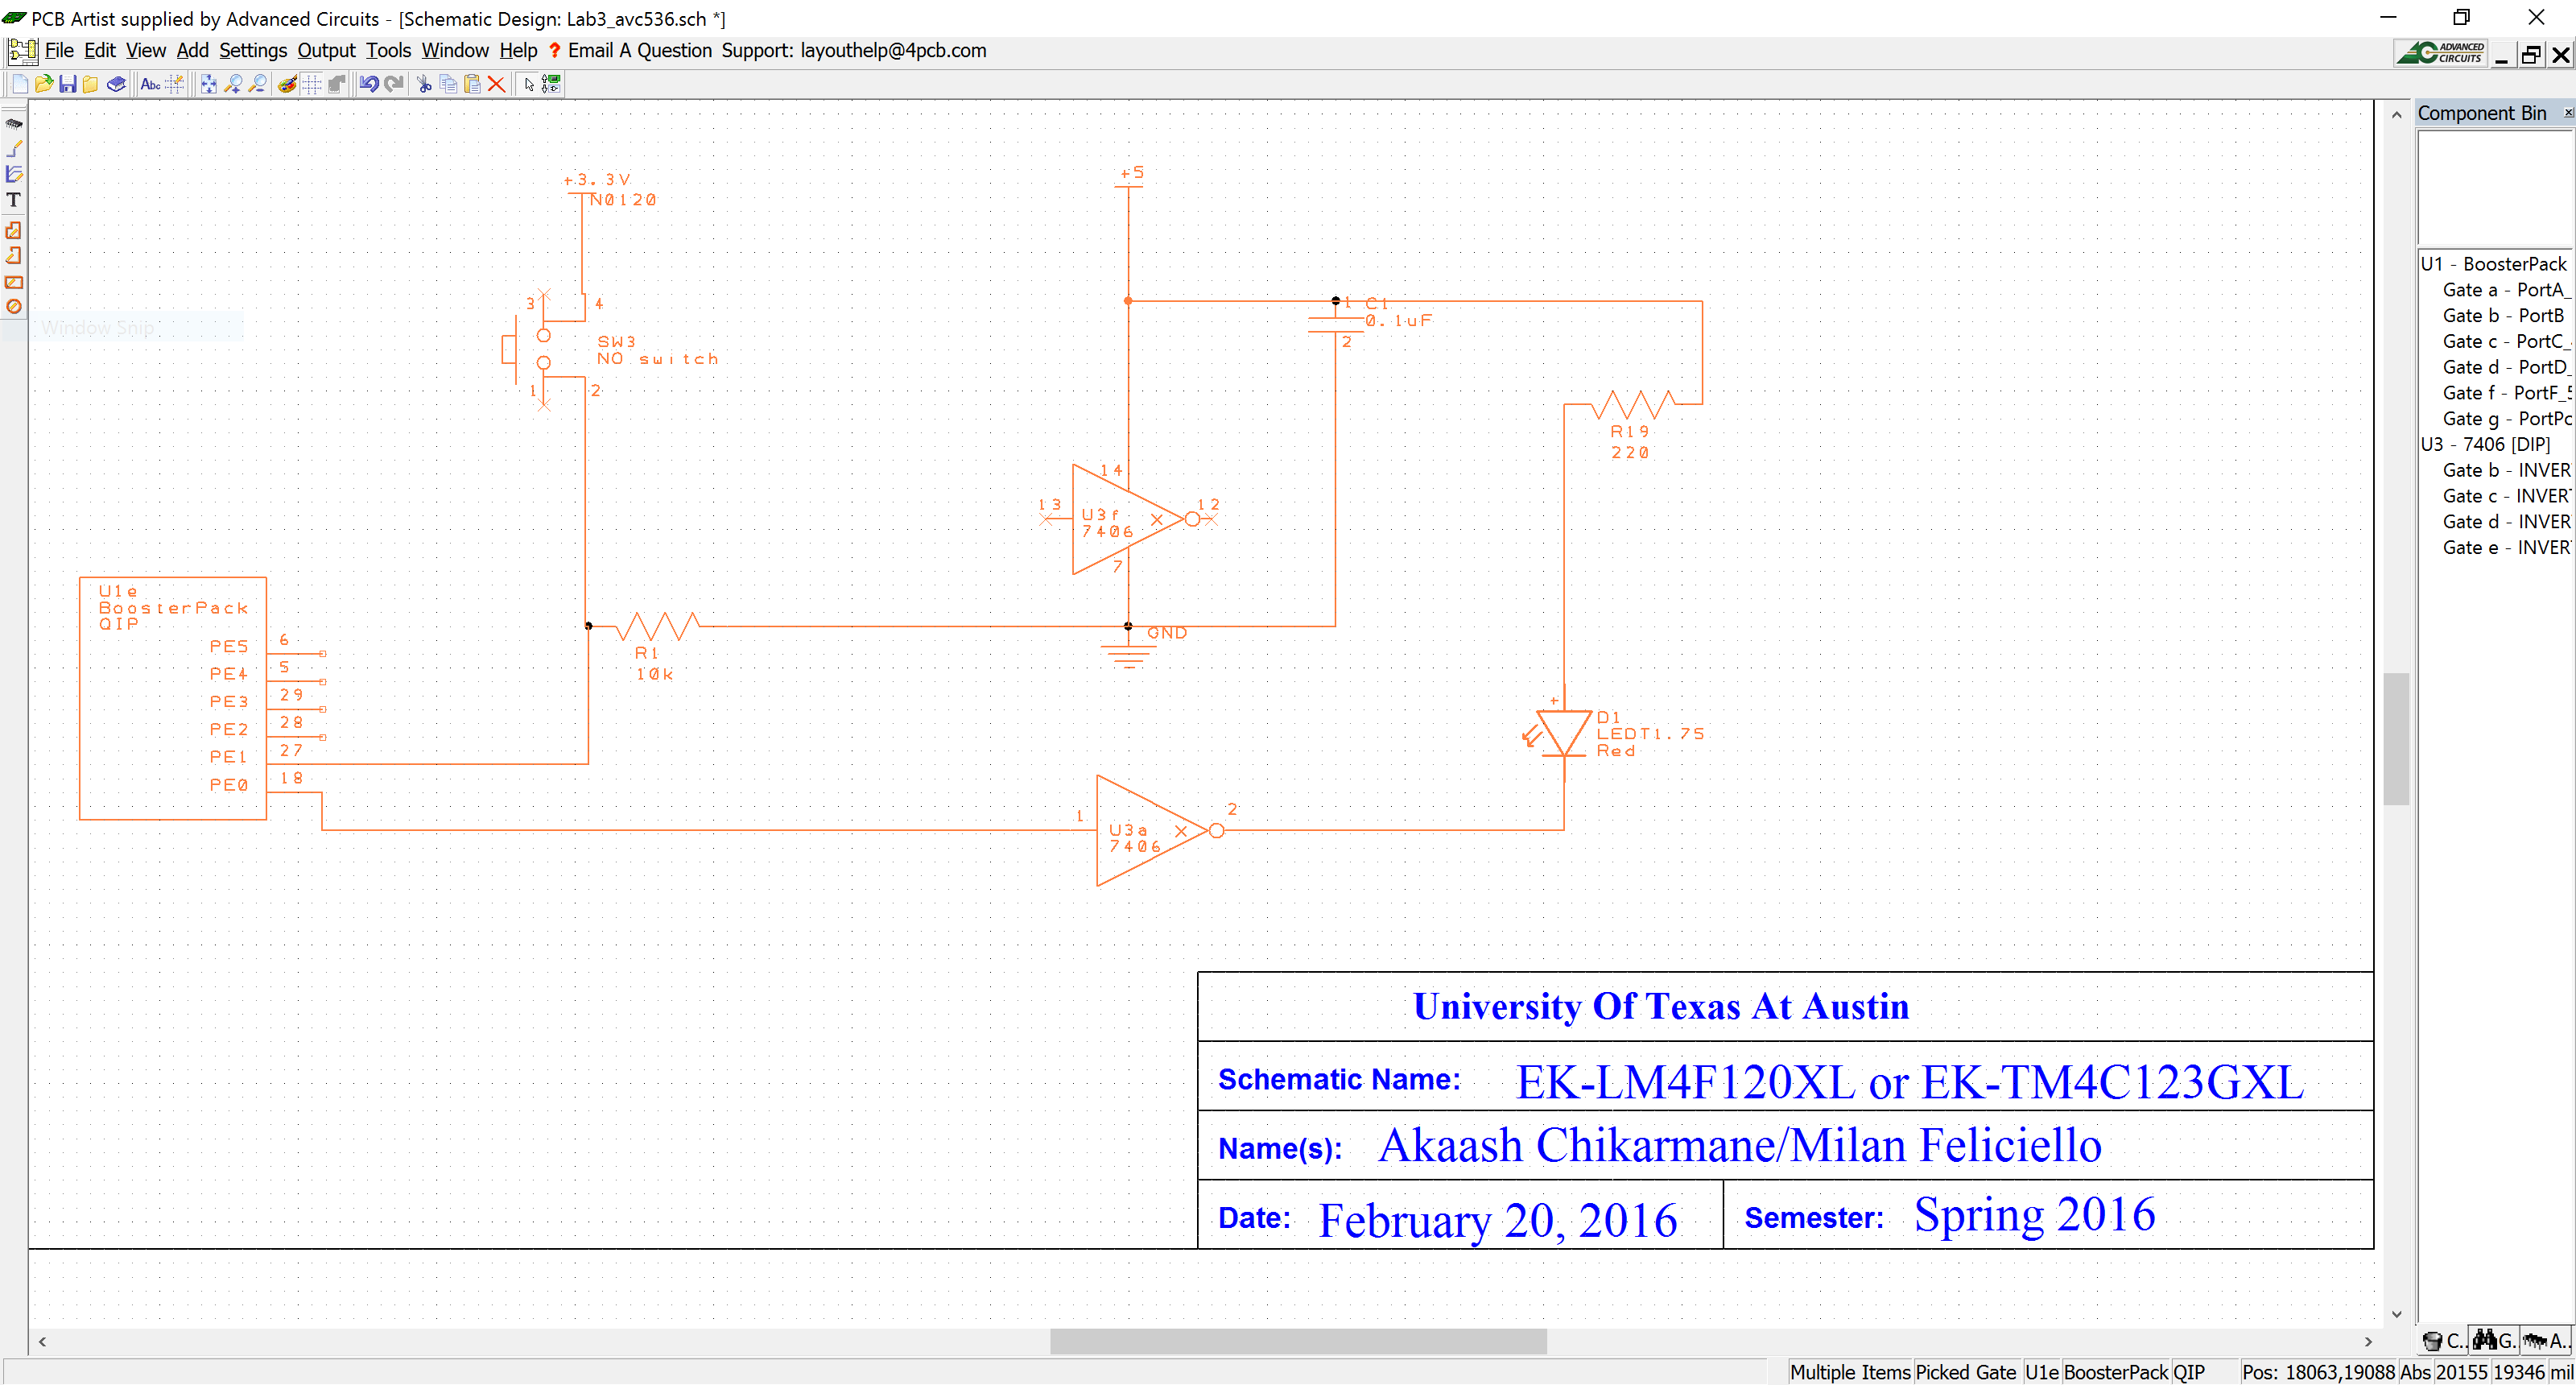 PCB Artist supplied by Advanced Circuits - [Schematic Design: Lab3_avc536.sch *]
File Edit View Add Settings Output Tools Window Help ? Email A Question Support: layouthelp@4pcb.com
ADVANCED
CIRCUITS
Abc
T
Window Snip
Component Bin
U1 - BoosterPack
Gate a - PortA_
Gate b - PortB
Gate c - PortC_
Gate d - PortD_
Gate f - PortF_5
Gate g - PortPc
U3 - 7406 [DIP]
Gate b - INVER
Gate c - INVER
Gate d - INVER
Gate e - INVER
+3.3V
N0120
3
4
SW3
NO switch
1
2
+5
1 C1
0.1uF
2
R19
220
14
13
12
U3f
7406
7
GND
R1
10k
U1e
BoosterPack
QIP
PE5 6
PE4 5
PE3 29
PE2 28
PE1 27
PE0 18
+
D1
LEDT1.75
Red
1
2
U3a
7406
University Of Texas At Austin
Schematic Name: EK-LM4F120XL or EK-TM4C123GXL
Name(s): Akaash Chikarmane/Milan Feliciello
Date: February 20, 2016 Semester: Spring 2016
C.. G. A..
Multiple Items Picked Gate U1e BoosterPack QIP Pos: 18063,19088 Abs 20155 19346 mil